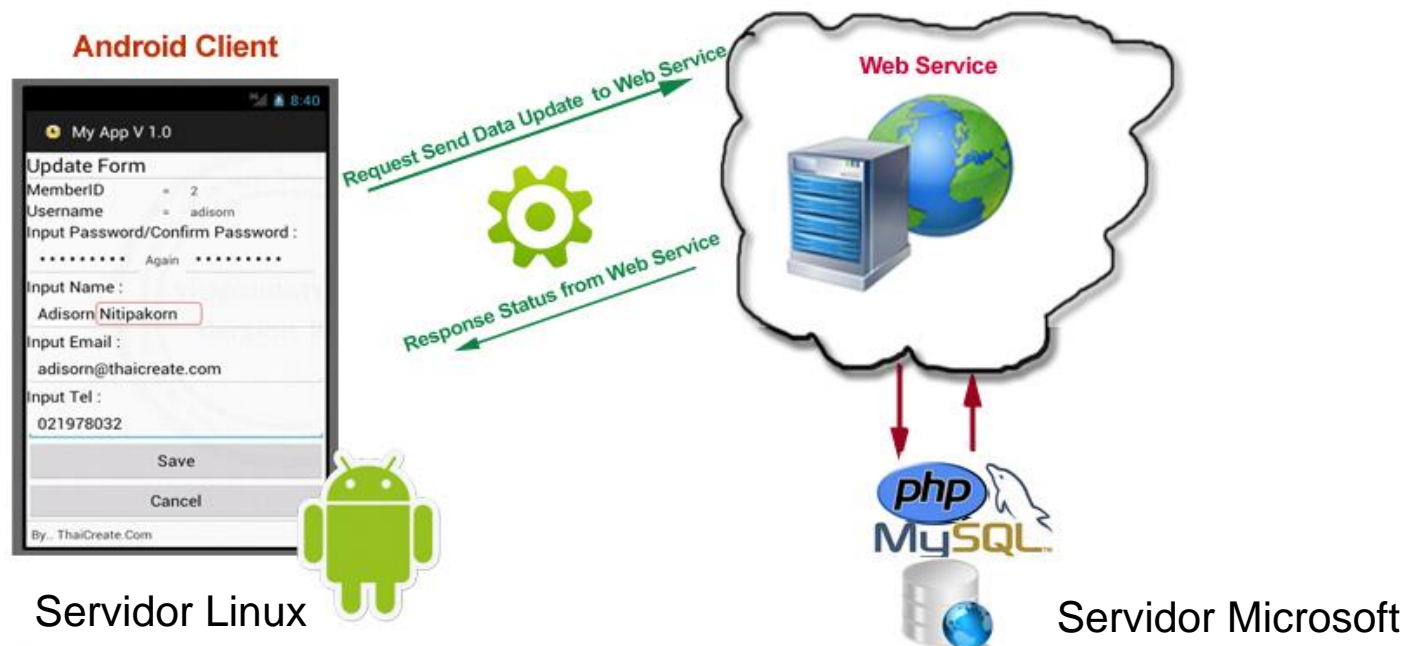 Android Client
8:40
My App V 1.0
Update Form
MemberID = 2
Username = adisorn
Input Password/Confirm Password :
••••••••• Again •••••••••
Input Name :
Adisorn Nitipakorn
Input Email :
adisorn@thaicreate.com
Input Tel :
021978032
Save
Cancel
By.. ThaiCreate.Com
Servidor Linux
Request Send Data Update to Web Service
Response Status from Web Service
Web Service
php
MySQL
Servidor Microsoft